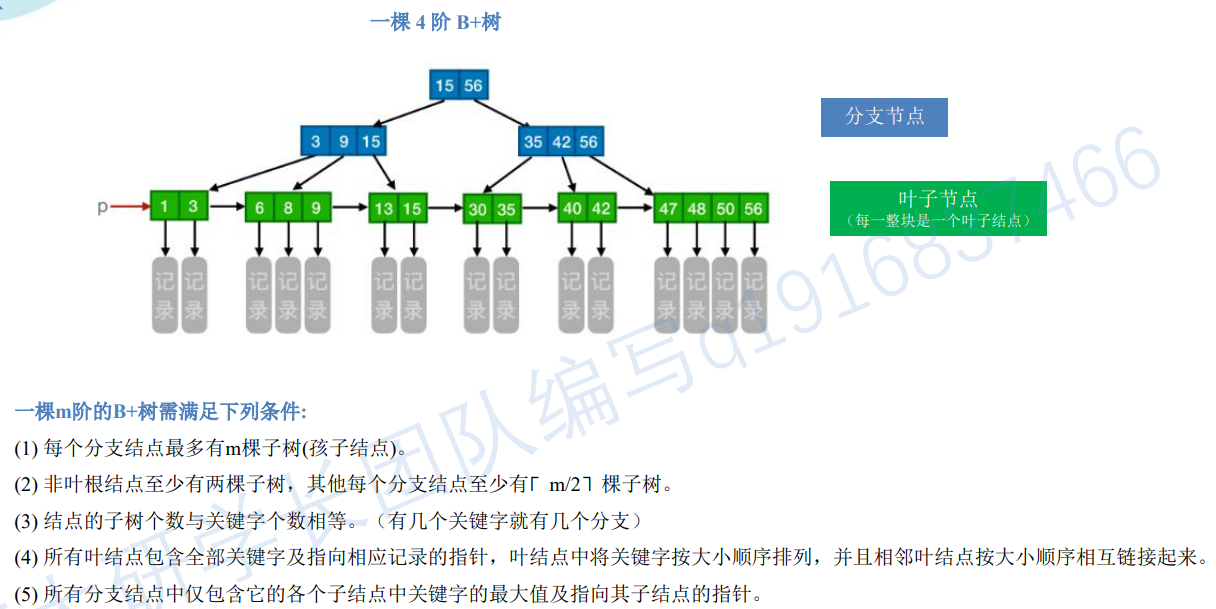 一棵 4 阶 B+树
15 56
分支节点
3 9 15
35 42 56
叶子节点
（每一整块是一个叶子结点）
p
1 3
6 8 9
13 15
30 35
40 42
47 48 50 56
记录 记录 记录 记录 记录 记录 记录 记录 记录 记录 记录 记录 记录 记录 记录
一棵m阶的B+树需满足下列条件:
(1) 每个分支结点最多有m棵子树(孩子结点)。
(2) 非叶根结点至少有两棵子树，其他每个分支结点至少有⌈ m/2⌉ 棵子树。
(3) 结点的子树个数与关键字个数相等。（有几个关键字就有几个分支）
(4) 所有叶结点包含全部关键字及指向相应记录的指针，叶结点中将关键字按大小顺序排列，并且相邻叶结点按大小顺序相互链接起来。
(5) 所有分支结点中仅包含它的各个子结点中关键字的最大值及指向其子结点的指针。
研学长团队编写q1916857466